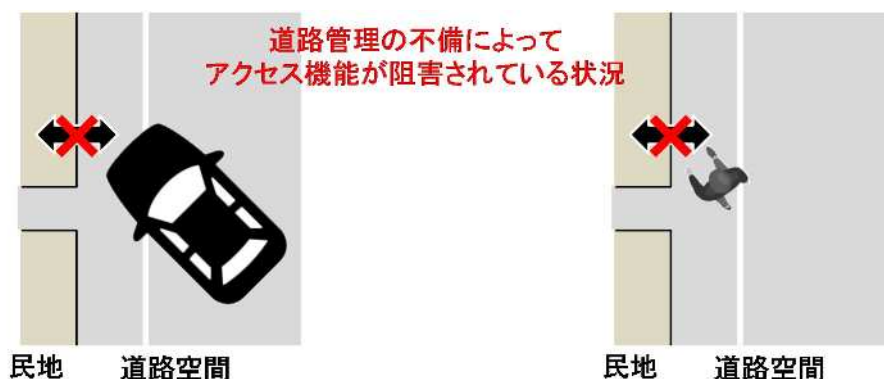 道路管理の不備によって
アクセス機能が阻害されている状況
民地
道路空間
民地
道路空間